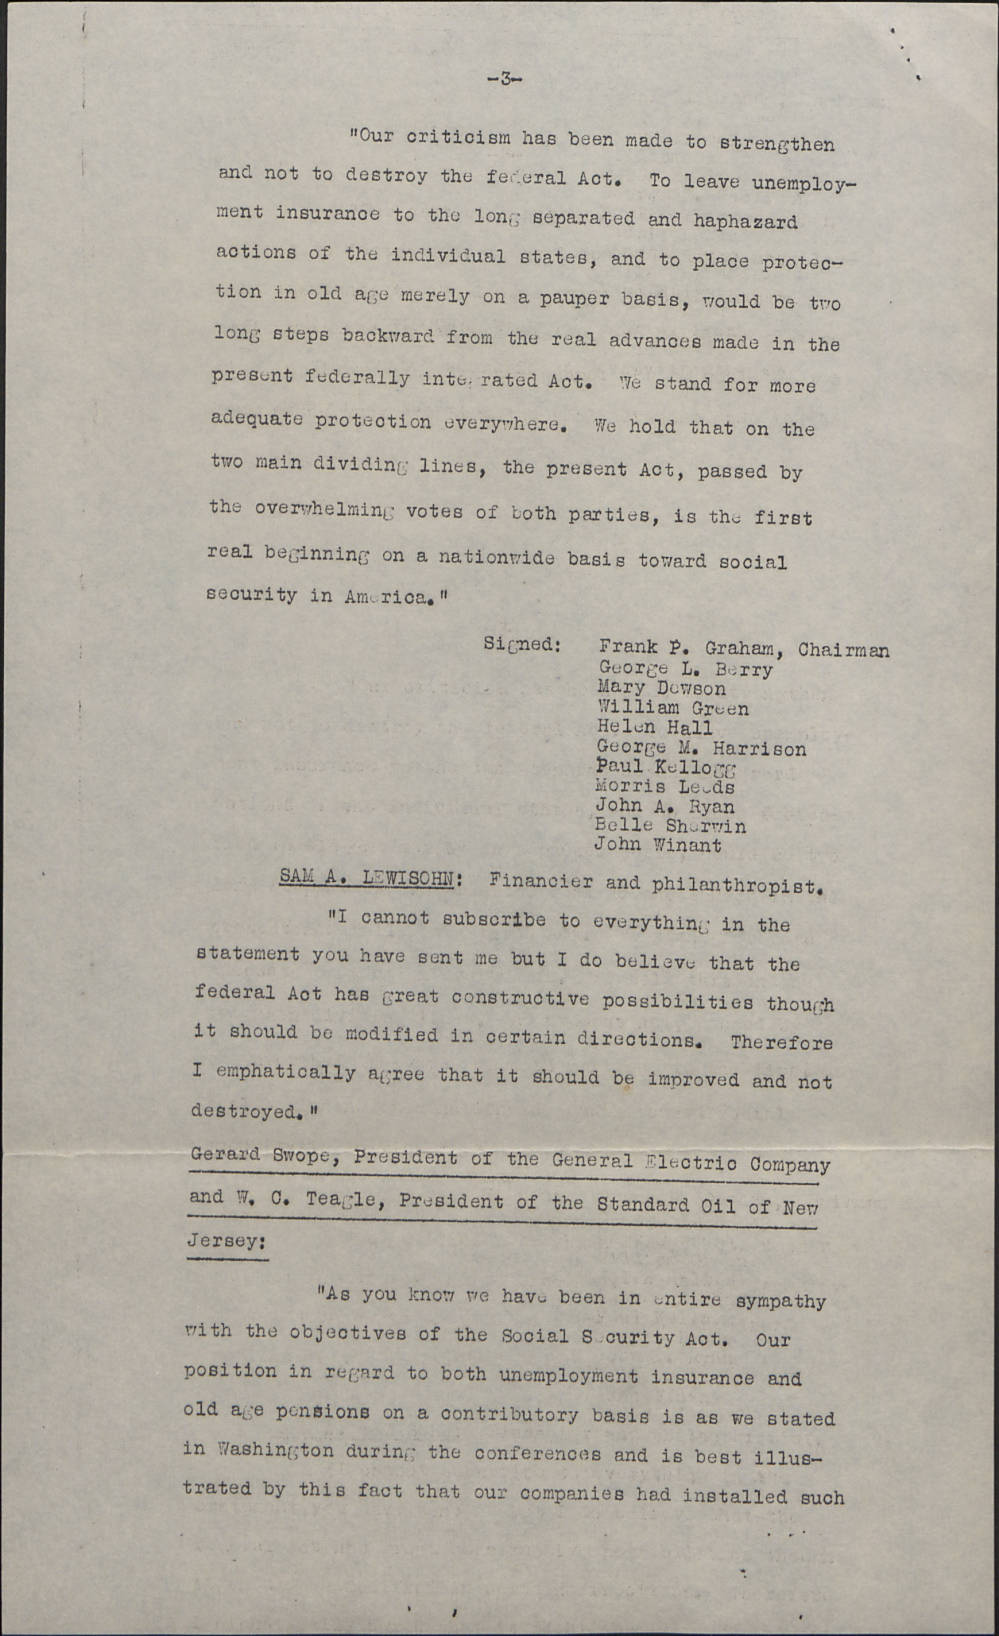 -3-
"Our criticism has been made to strengthen
and not to destroy the federal Act. To leave unemploy-
ment insurance to the long separated and haphazard
actions of the individual states, and to place protec-
tion in old age merely on a pauper basis, would be two
long steps backward from the real advances made in the
present federally integrated Act. We stand for more
adequate protection everywhere. We hold that on the
two main dividing lines, the present Act, passed by
the overwhelming votes of both parties, is the first
real beginning on a nationwide basis toward social
security in America."
Signed: Frank P. Graham, Chairman
George L. Berry
Mary Dewson
William Green
Helen Hall
George M. Harrison
Paul Kellogg
Morris Leeds
John A. Ryan
Belle Sherwin
John Winant
SAM A. LEWISOHN: Financier and philanthropist.
"I cannot subscribe to everything in the
statement you have sent me but I do believe that the
federal Act has great constructive possibilities though
it should be modified in certain directions. Therefore
I emphatically agree that it should be improved and not
destroyed."
Gerard Swope, President of the General Electric Company
and W. C. Teagle, President of the Standard Oil of New
Jersey:
"As you know we have been in entire sympathy
with the objectives of the Social Security Act. Our
position in regard to both unemployment insurance and
old age pensions on a contributory basis is as we stated
in Washington during the conferences and is best illus-
trated by this fact that our companies had installed such